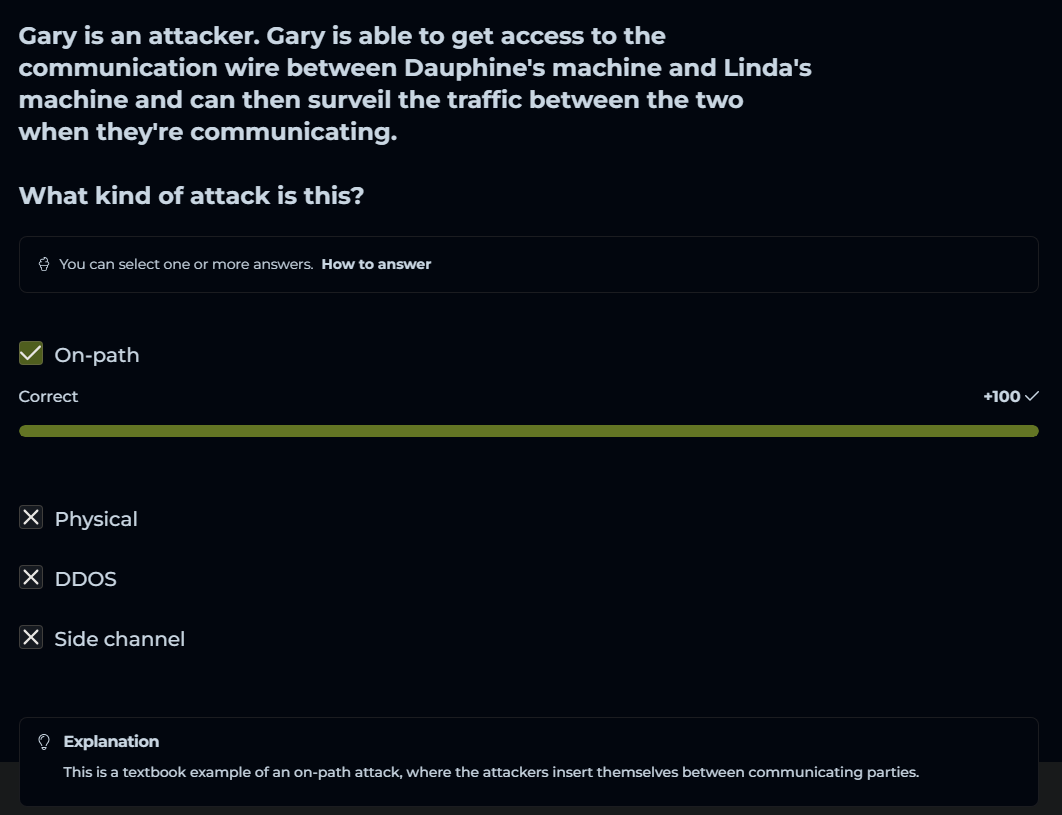 Gary is an attacker. Gary is able to get access to the
communication wire between Dauphine's machine and Linda's
machine and can then surveil the traffic between the two
when they're communicating.
What kind of attack is this?
You can select one or more answers. How to answer
On-path
Correct
+100
Physical
DDOS
Side channel
Explanation
This is a textbook example of an on-path attack, where the attackers insert themselves between communicating parties.